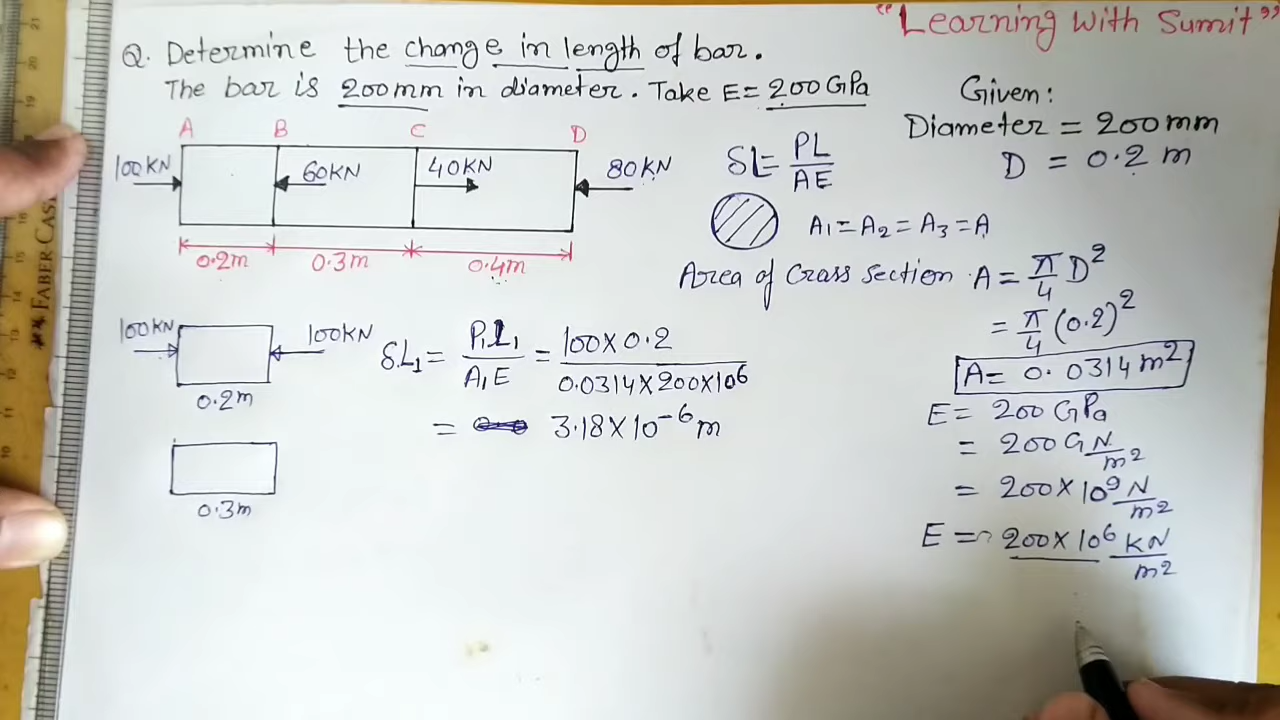 "Learning with Sumit"
Q. Determine the change in length of bar.
The bar is 200mm in diameter. Take E= 200GPa
A B C D
100KN 60KN 40KN 80KN
0.2m 0.3m 0.4m
δL= PL/AE
A1 = A2 = A3 = A
Given:
Diameter = 200mm
D = 0.2 m
Area of Crass section A = π/4 D²
= π/4 (0.2)²
A = 0.0314 m²
E = 200 GPa
= 200 G N/m²
= 200×10⁹ N/m²
E = 200×10⁶ KN/m²
100KN 100KN
0.2m
δL1 = P1L1/A1E = 100×0.2/0.0314×200×10⁶
= 3.18×10⁻⁶ m
0.3m
FABER CAS